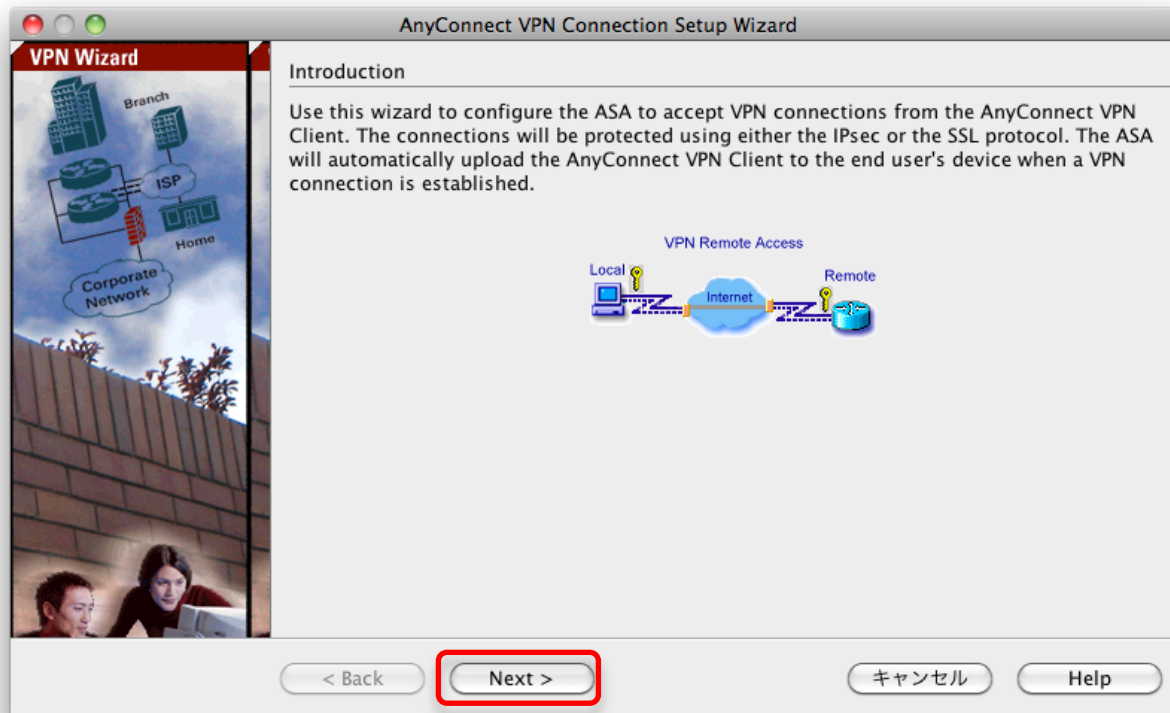 AnyConnect VPN Connection Setup Wizard
VPN Wizard
Branch
ISP
Home
Corporate
Network
Introduction
Use this wizard to configure the ASA to accept VPN connections from the AnyConnect VPN
Client. The connections will be protected using either the IPsec or the SSL protocol. The ASA
will automatically upload the AnyConnect VPN Client to the end user's device when a VPN
connection is established.
VPN Remote Access
Local
Remote
Internet
< Back
Next >
キャンセル
Help